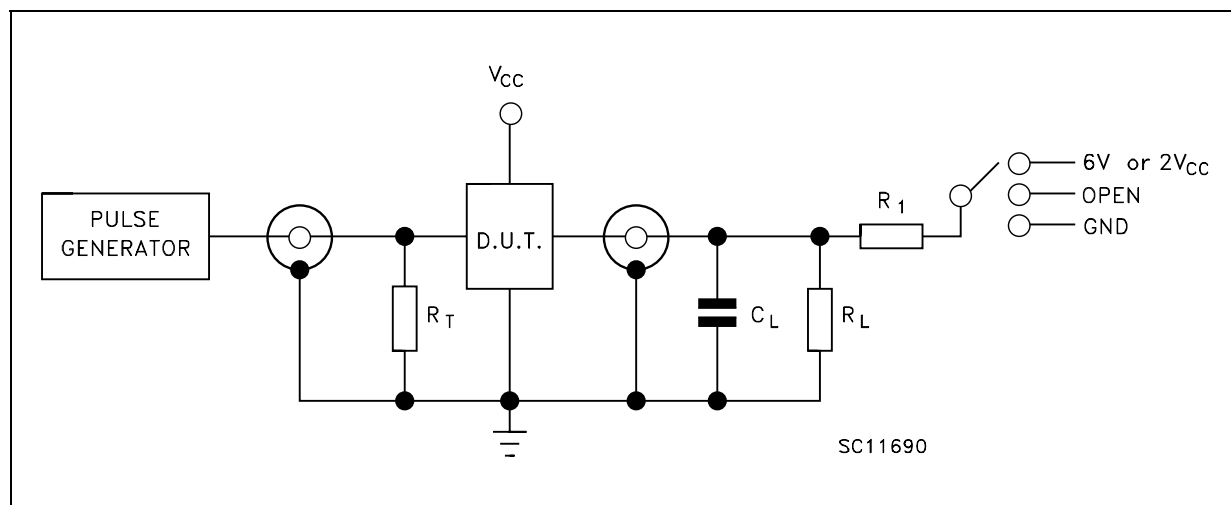 VCC
6V or 2VCC
OPEN
GND
R1
PULSE
GENERATOR
D.U.T.
RT
CL
RL
SC11690